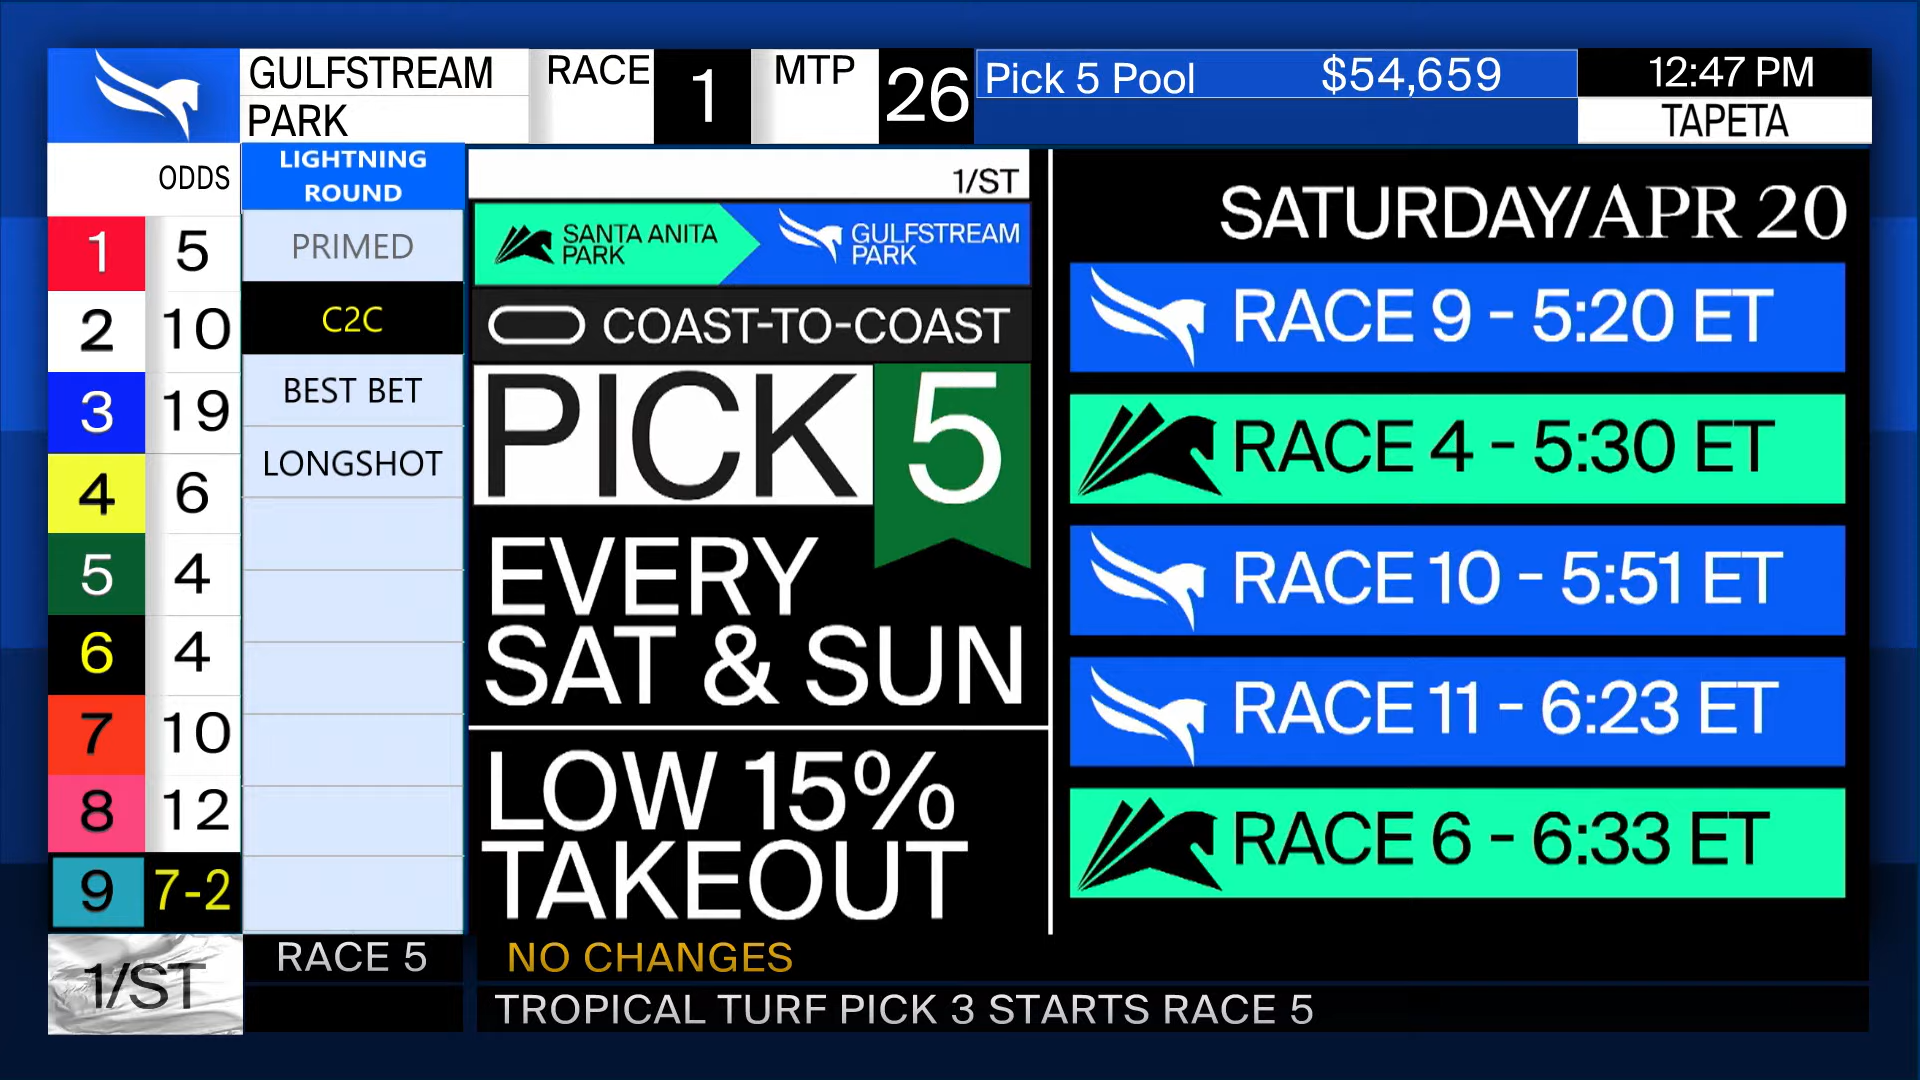 GULFSTREAM
PARK
RACE 1 MTP 26
Pick 5 Pool $54,659
12:47 PM
TAPETA
ODDS
1 5
2 10
3 19
4 6
5 4
6 4
7 10
8 12
9 7-2
1/ST
LIGHTNING
ROUND
PRIMED
C2C
BEST BET
LONGSHOT
1/ST
SANTA ANITA
PARK
GULFSTREAM
PARK
COAST-TO-COAST
PICK 5
EVERY
SAT & SUN
LOW 15%
TAKEOUT
SATURDAY/APR 20
RACE 9 - 5:20 ET
RACE 4 - 5:30 ET
RACE 10 - 5:51 ET
RACE 11 - 6:23 ET
RACE 6 - 6:33 ET
RACE 5 NO CHANGES
TROPICAL TURF PICK 3 STARTS RACE 5